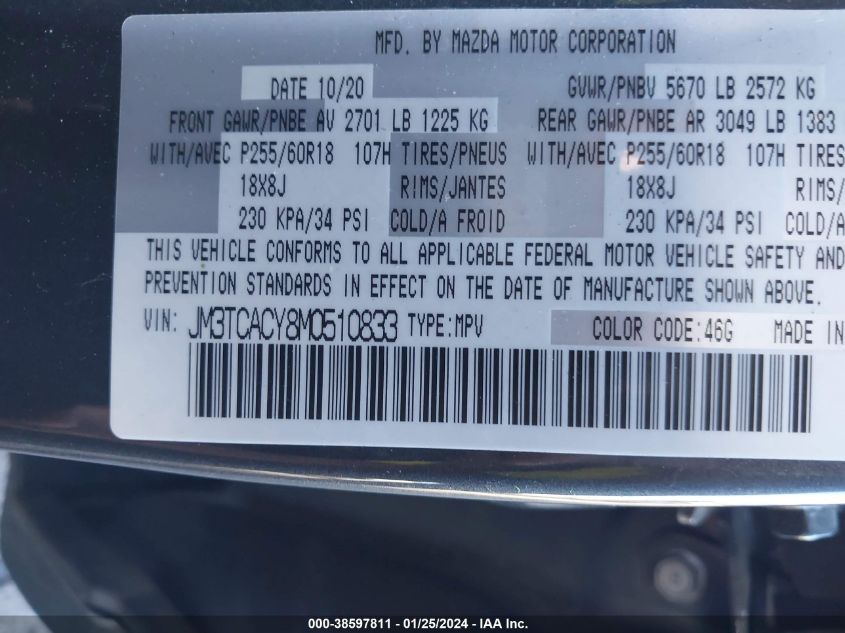 MFD. BY MAZDA MOTOR CORPORATION
DATE 10/20 GVWR/PNBV 5670 LB 2572 KG
FRONT GAWR/PNBE AV 2701 LB 1225 KG REAR GAWR/PNBE AR 3049 LB 1383
WITH/AVEC P255/60R18 107H TIRES/PNEUS WITH/AVEC P255/60R18 107H TIRES
18X8J RIMS/JANTES 18X8J RIMS/
230 KPA/34 PSI COLD/A FROID 230 KPA/34 PSI COLD/A
THIS VEHICLE CONFORMS TO ALL APPLICABLE FEDERAL MOTOR VEHICLE SAFETY AND
PREVENTION STANDARDS IN EFFECT ON THE DATE OF MANUFACTURE SHOWN ABOVE.
VIN: JM3TCACY8M0510833 TYPE:MPV COLOR CODE:46G MADE IN
000-38597811 - 01/25/2024 - IAA Inc.